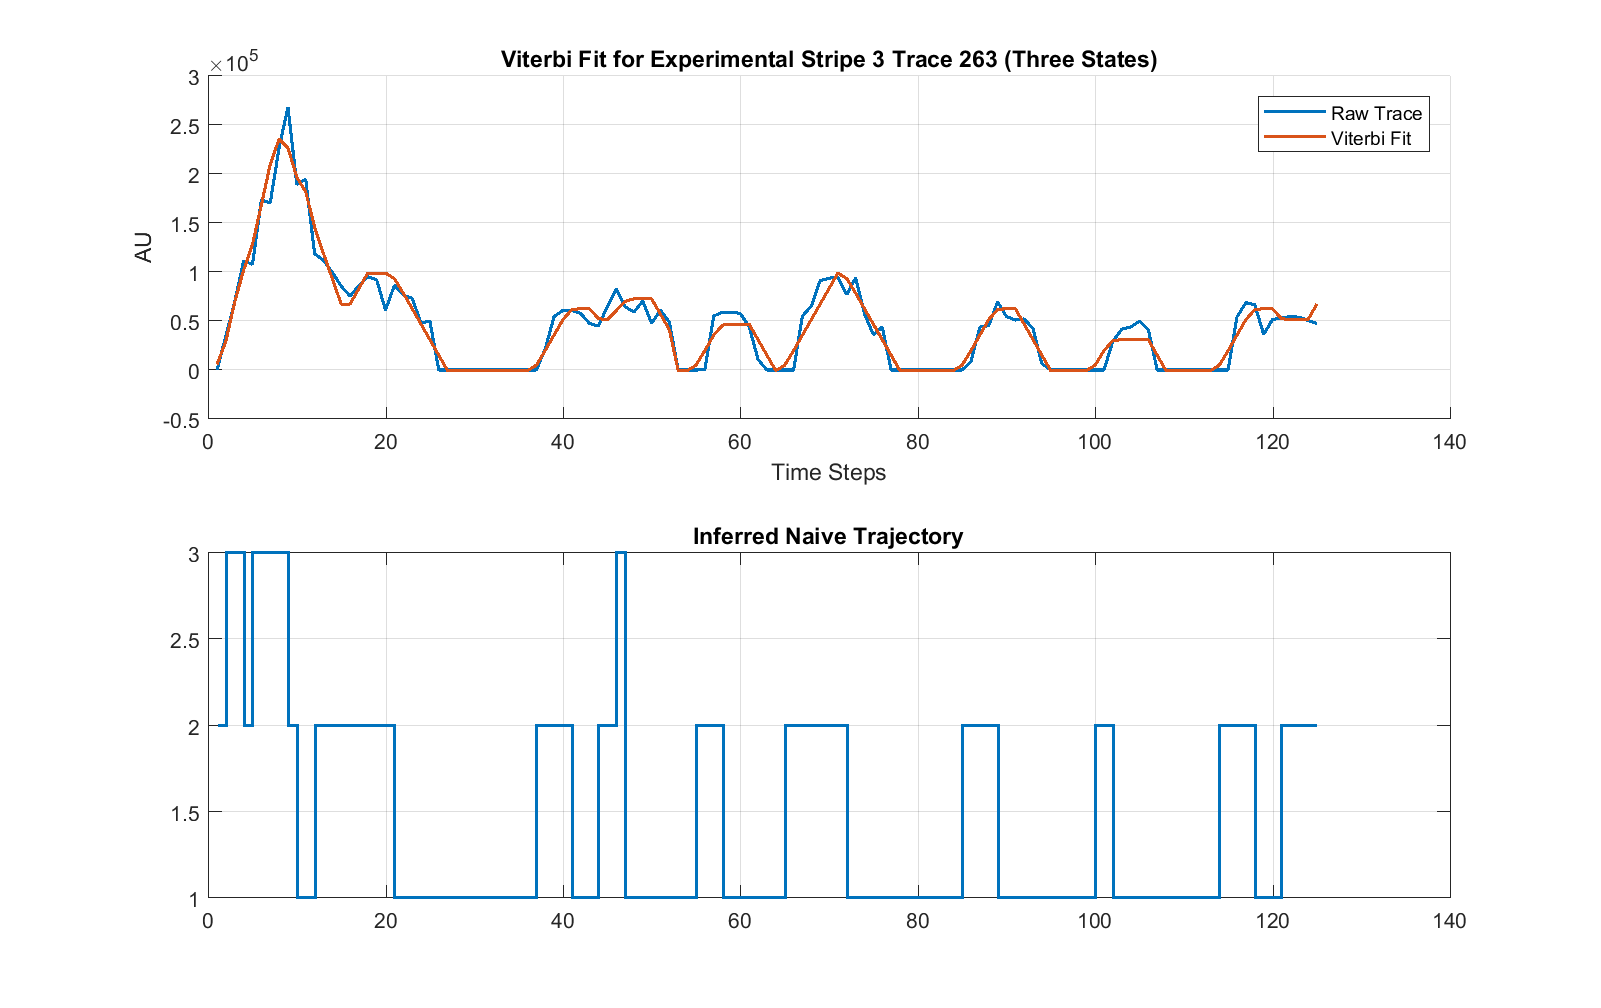 Viterbi Fit for Experimental Stripe 3 Trace 263 (Three States)
×10^5
3
2.5
2
1.5
1
0.5
0
-0.5
AU
Raw Trace
Viterbi Fit
0 20 40 60 80 100 120 140
Time Steps
Inferred Naive Trajectory
3
2.5
2
1.5
1
0 20 40 60 80 100 120 140